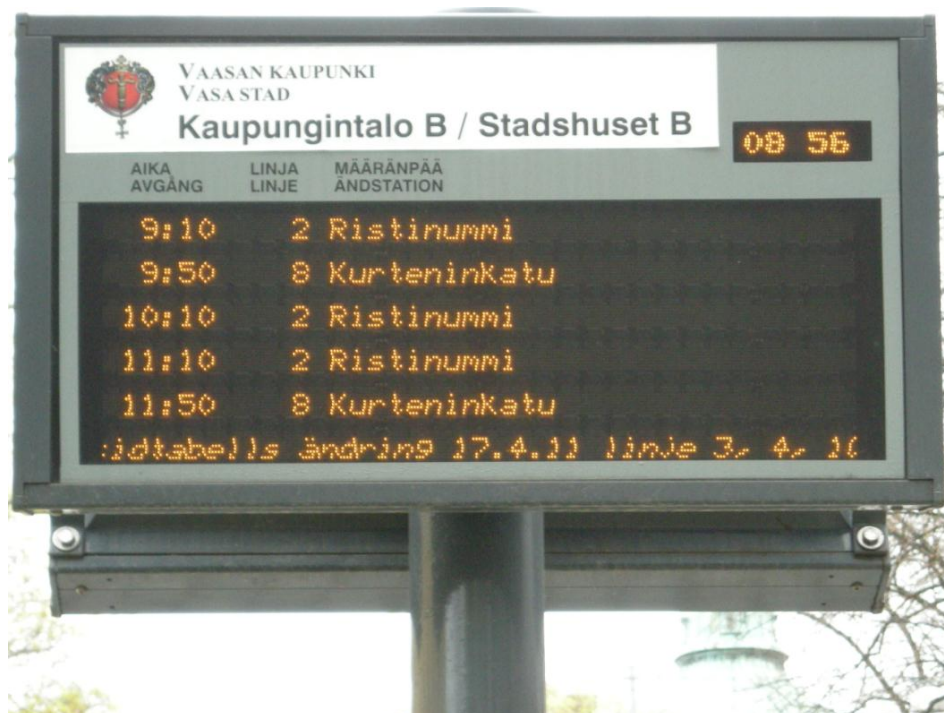 VAASAN KAUPUNKI
VASA STAD
Kaupungintalo B / Stadshuset B
08 56
AIKA LINJA MÄÄRÄNPÄÄ
AVGÅNG LINJE ÄNDSTATION
9:10 2 Ristinummi
9:50 8 Kurteninkatu
10:10 2 Ristinummi
11:10 2 Ristinummi
11:50 8 Kurteninkatu
ändring 17.4.11 linje 3, 4,